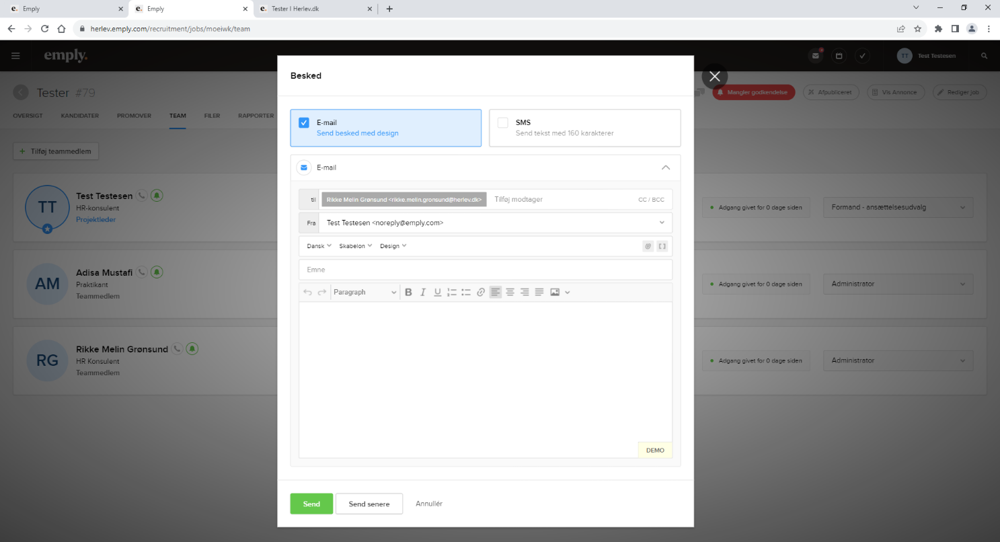 Emply
Emply
Tester | Herlev.dk
herlev.emply.com/recruitment/jobs/moeiwk/team
emply.
TT
Test Testesen
Tester #79
Mangler godkendelse
Afpubliceret
Vis Annonce
Rediger job
OVERSIGT
KANDIDATER
PROMOVER
TEAM
FILER
RAPPORTER
+ Tilføj teammedlem
TT
Test Testesen
HR-konsulent
Projektleder
Adgang givet for 0 dage siden
Formand - ansættelsesudvalg
AM
Adisa Mustafi
Praktikant
Teammedlem
Adgang givet for 0 dage siden
Administrator
RG
Rikke Melin Grønsund
HR Konsulent
Teammedlem
Adgang givet for 0 dage siden
Administrator
Besked
E-mail
Send besked med design
SMS
Send tekst med 160 karakterer
E-mail
til
Rikke Melin Grønsund <rikke.melin.gronsund@herlev.dk>
Tilføj modtager
CC / BCC
Fra
Test Testesen <noreply@emply.com>
Dansk
Skabelon
Design
Emne
Paragraph
B
I
U
DEMO
Send
Send senere
Annullér